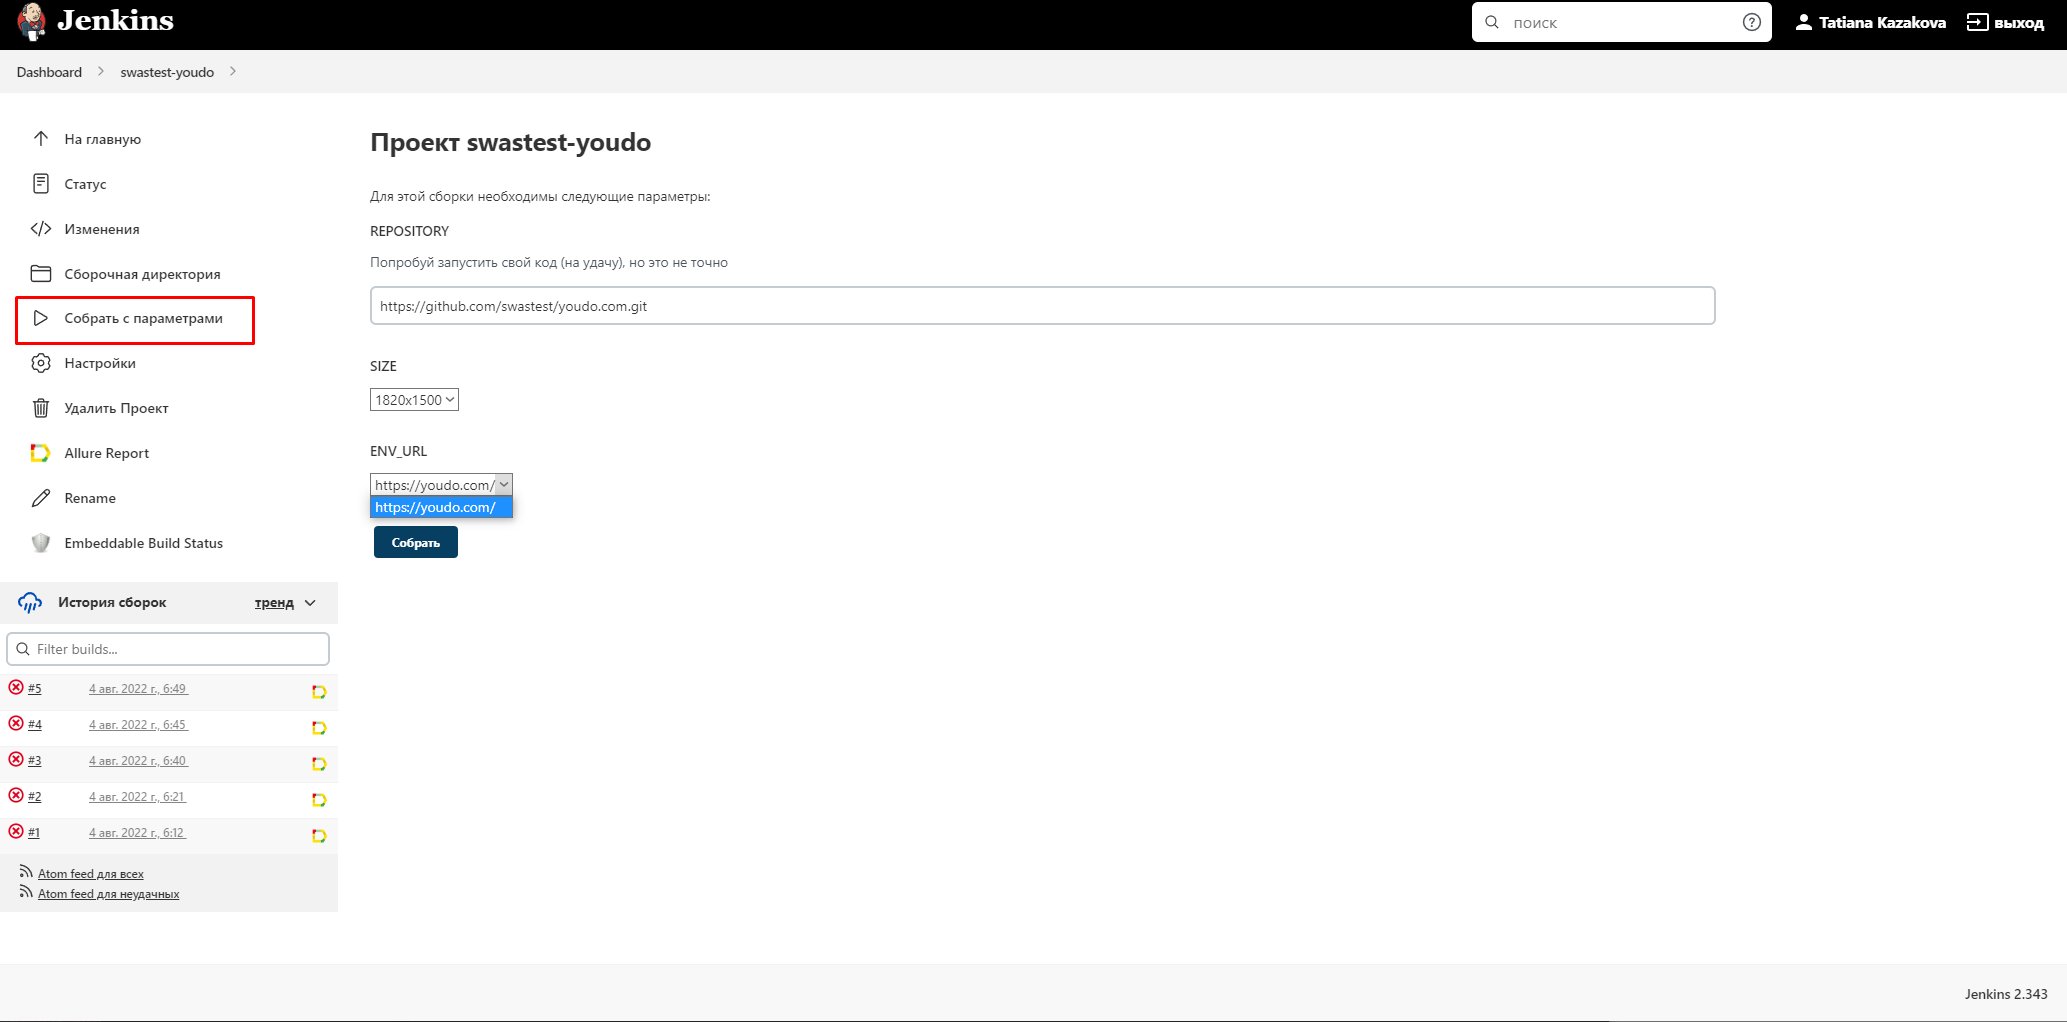 Jenkins
поиск
Tatiana Kazakova
выход
Dashboard
swastest-youdo
На главную
Статус
Изменения
Сборочная директория
Собрать с параметрами
Настройки
Удалить Проект
Allure Report
Rename
Embeddable Build Status
История сборок
тренд
Filter builds...
#5 4 авг. 2022 г., 6:49
#4 4 авг. 2022 г., 6:45
#3 4 авг. 2022 г., 6:40
#2 4 авг. 2022 г., 6:21
#1 4 авг. 2022 г., 6:12
Atom feed для всех
Atom feed для неудачных
Проект swastest-youdo
Для этой сборки необходимы следующие параметры:
REPOSITORY
Попробуй запустить свой код (на удачу), но это не точно
https://github.com/swastest/youdo.com.git
SIZE
1820x1500
ENV_URL
https://youdo.com/
https://youdo.com/
Собрать
Jenkins 2.343